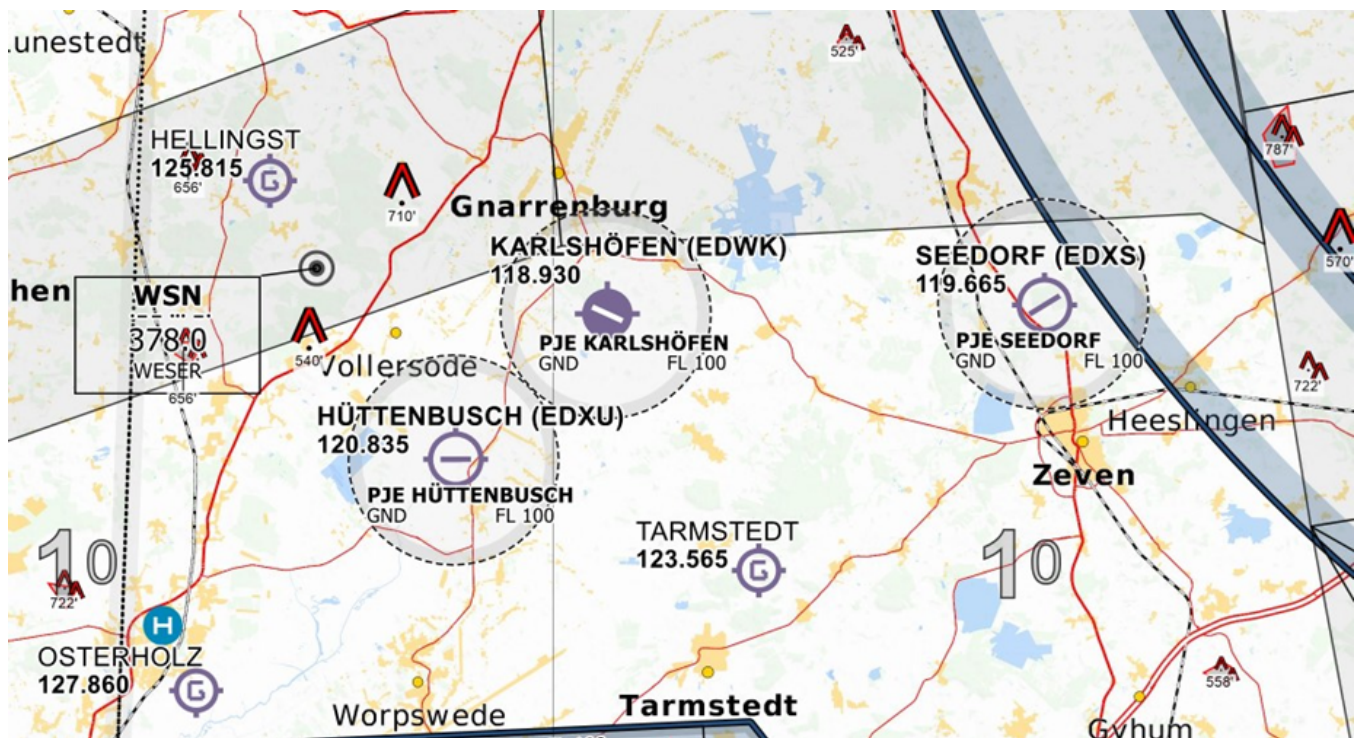 .unestedt
525'
HELLINGST
125.815
656'
G
710'
787'
Gnarrenburg
KARLSHÖFEN (EDWK)
118.930
SEEDORF (EDXS)
119.665
570'
hen
WSN
378.0
WESER
656'
540'
Vollersode
PJE KARLSHÖFEN
GND FL 100
PJE SEEDORF
GND FL 100
722'
HÜTTENBUSCH (EDXU)
120.835
Heeslingen
Zeven
PJE HÜTTENBUSCH
GND FL 100
TARMSTEDT
123.565
G
10
10
722'
H
OSTERHOLZ
127.860
G
558'
Worpswede
Tarmstedt
Gyhum